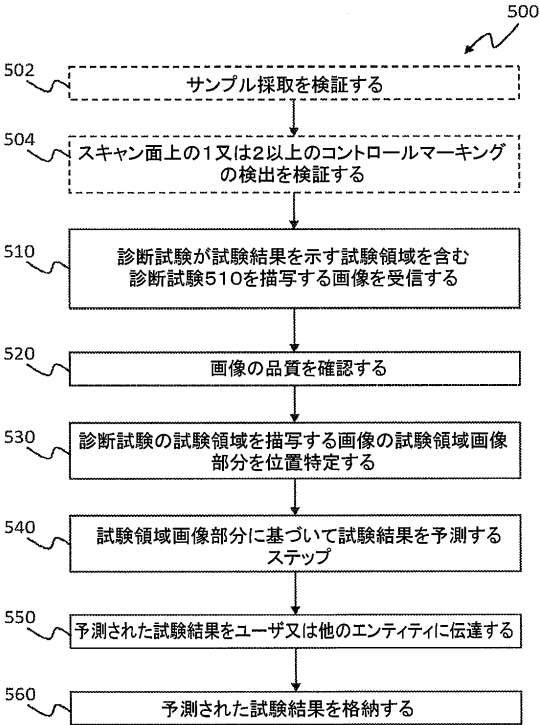 500
502
サンプル採取を検証する
504
スキャン面上の１又は２以上のコントロールマーキング
の検出を検証する
510
診断試験が試験結果を示す試験領域を含む
診断試験５１０を描写する画像を受信する
520
画像の品質を確認する
530
診断試験の試験領域を描写する画像の試験領域画像
部分を位置特定する
540
試験領域画像部分に基づいて試験結果を予測する
ステップ
550
予測された試験結果をユーザ又は他のエンティティに伝達する
560
予測された試験結果を格納する